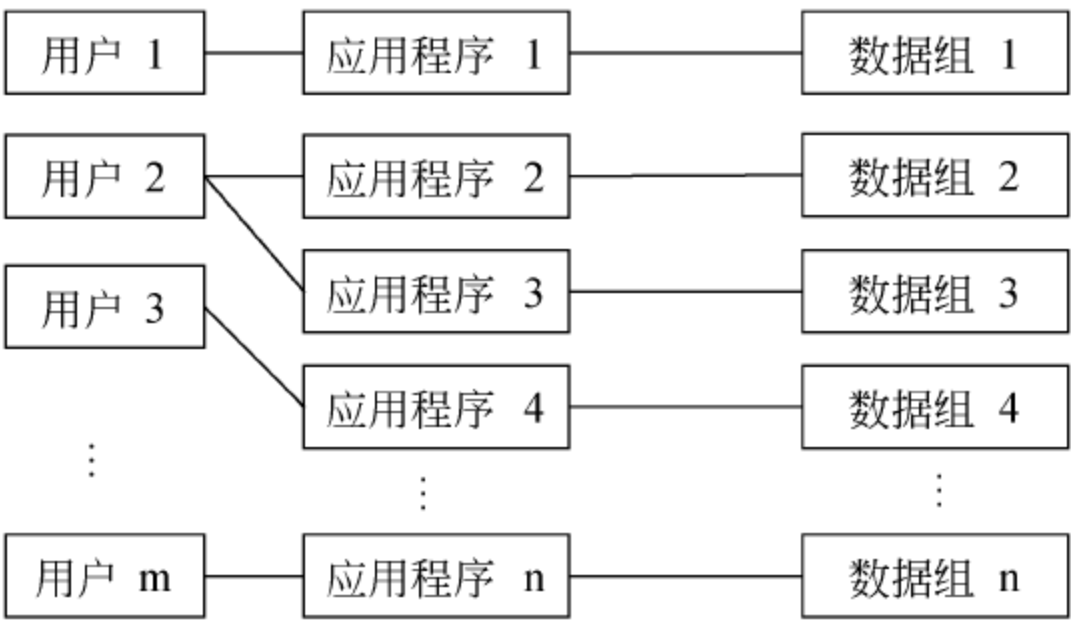 用户 1 应用程序 1 数据组 1
用户 2 应用程序 2 数据组 2
应用程序 3 数据组 3
用户 3
应用程序 4 数据组 4
⋮
⋮ ⋮
用户 m 应用程序 n 数据组 n